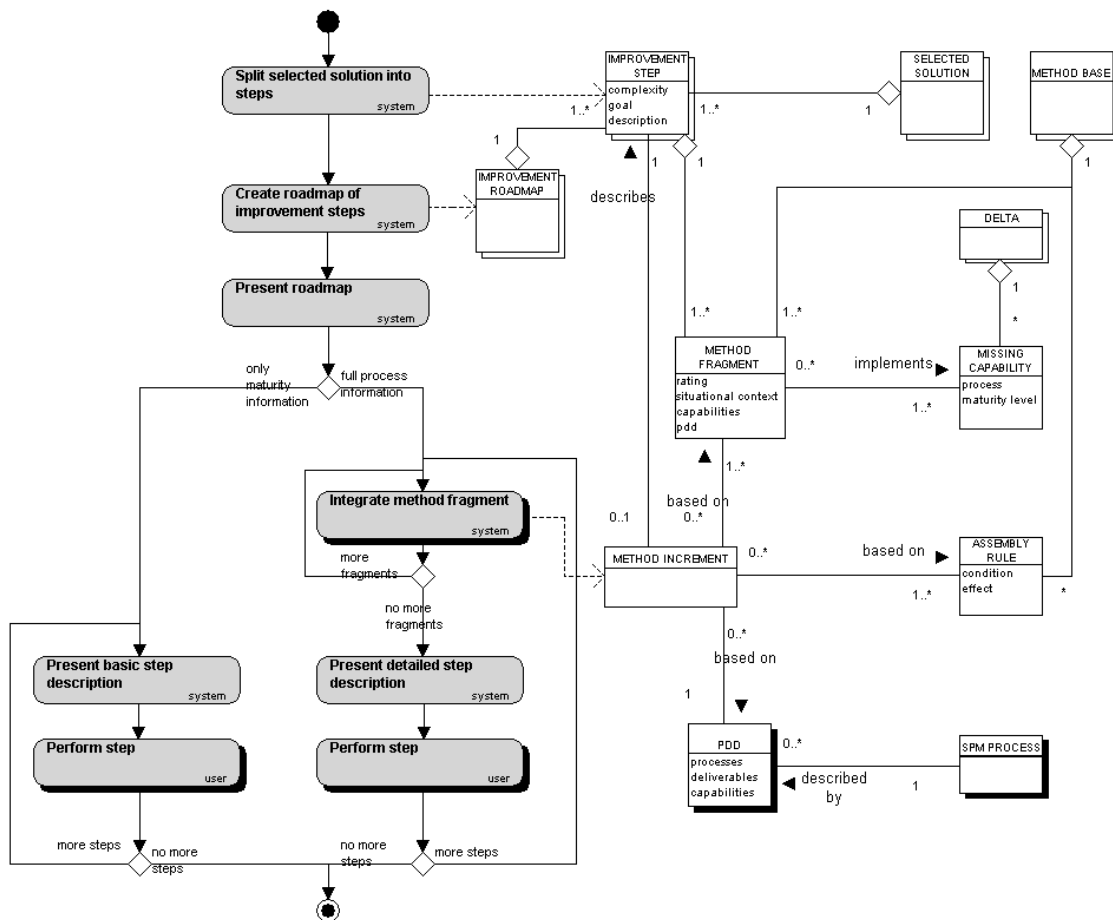 Split selected solution into
steps
system
Create roadmap of
improvement steps
system
Present roadmap
system
only
maturity
information
full process
information
Integrate method fragment
system
more
fragments
no more
fragments
Present basic step
description
system
Present detailed step
description
system
Perform step
user
Perform step
user
more steps
no more
steps
no more
steps
more steps
IMPROVEMENT
STEP
complexity
goal
description
SELECTED
SOLUTION
METHOD BASE
1..*
1..*
1
1
1
1
1
IMPROVEMENT
ROADMAP
describes
DELTA
1
*
1..*
1..*
METHOD
FRAGMENT
rating
situational context
capabilities
pdd
0..*
implements
1..*
MISSING
CAPABILITY
process
maturity level
1..*
based on
0..1
0..*
METHOD INCREMENT
0..*
based on
1..*
ASSEMBLY
RULE
condition
effect
*
0..*
based on
1
PDD
processes
deliverables
capabilities
0..*
described
by
1
SPM PROCESS